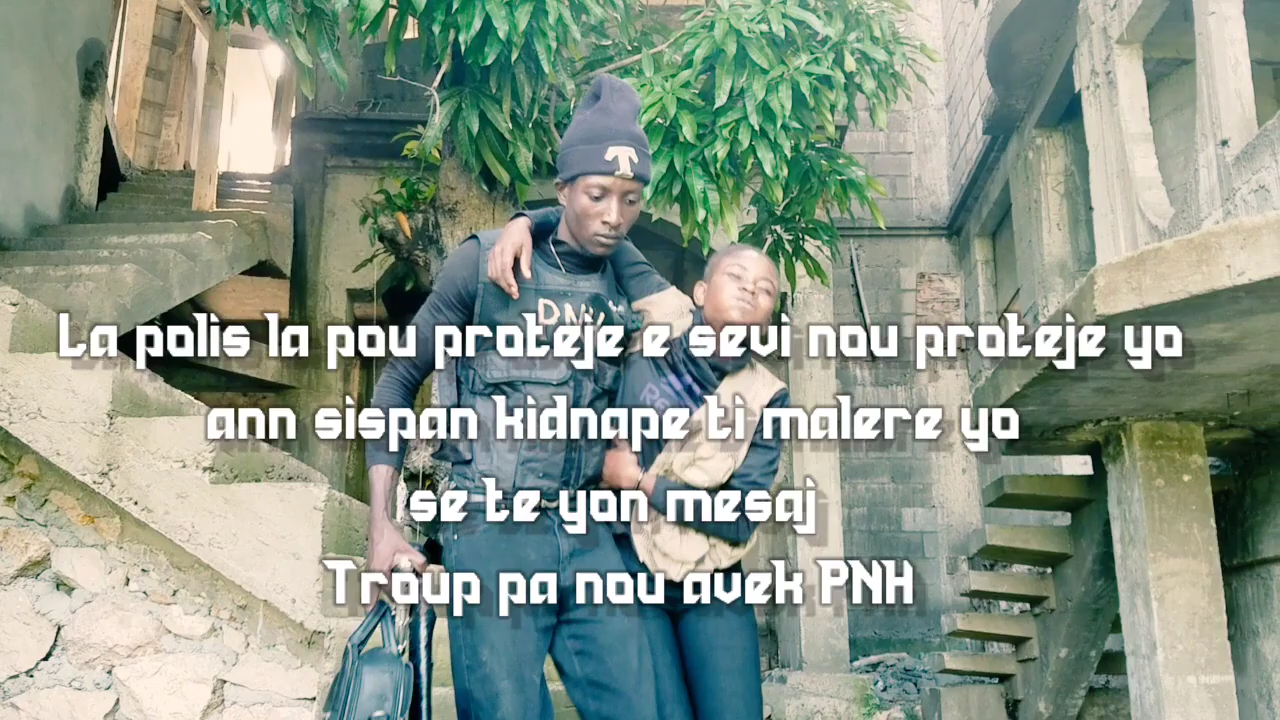 T
La polis la pou proteje e sevi nou proteje yo
ann sispan kidnape ti malere yo
se te yon mesaj
Troup pa nou avek PNH